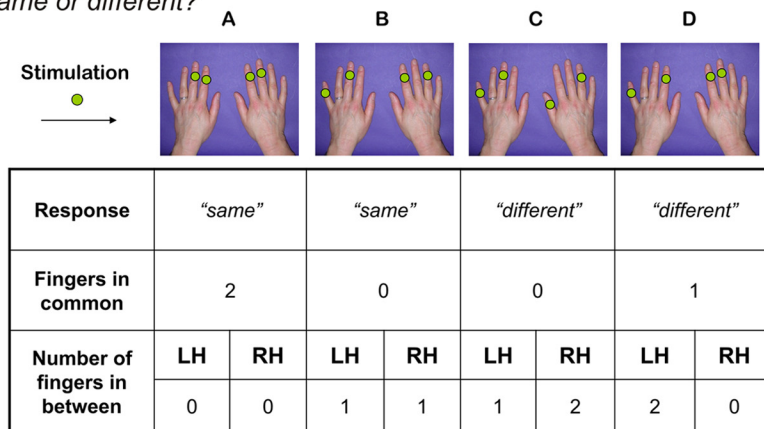 ame or different?
A B C D
Stimulation
Response "same" "same" "different" "different"
Fingers in
common 2 0 0 1
Number of
fingers in
between
LH RH LH RH LH RH LH RH
0 0 1 1 1 2 2 0